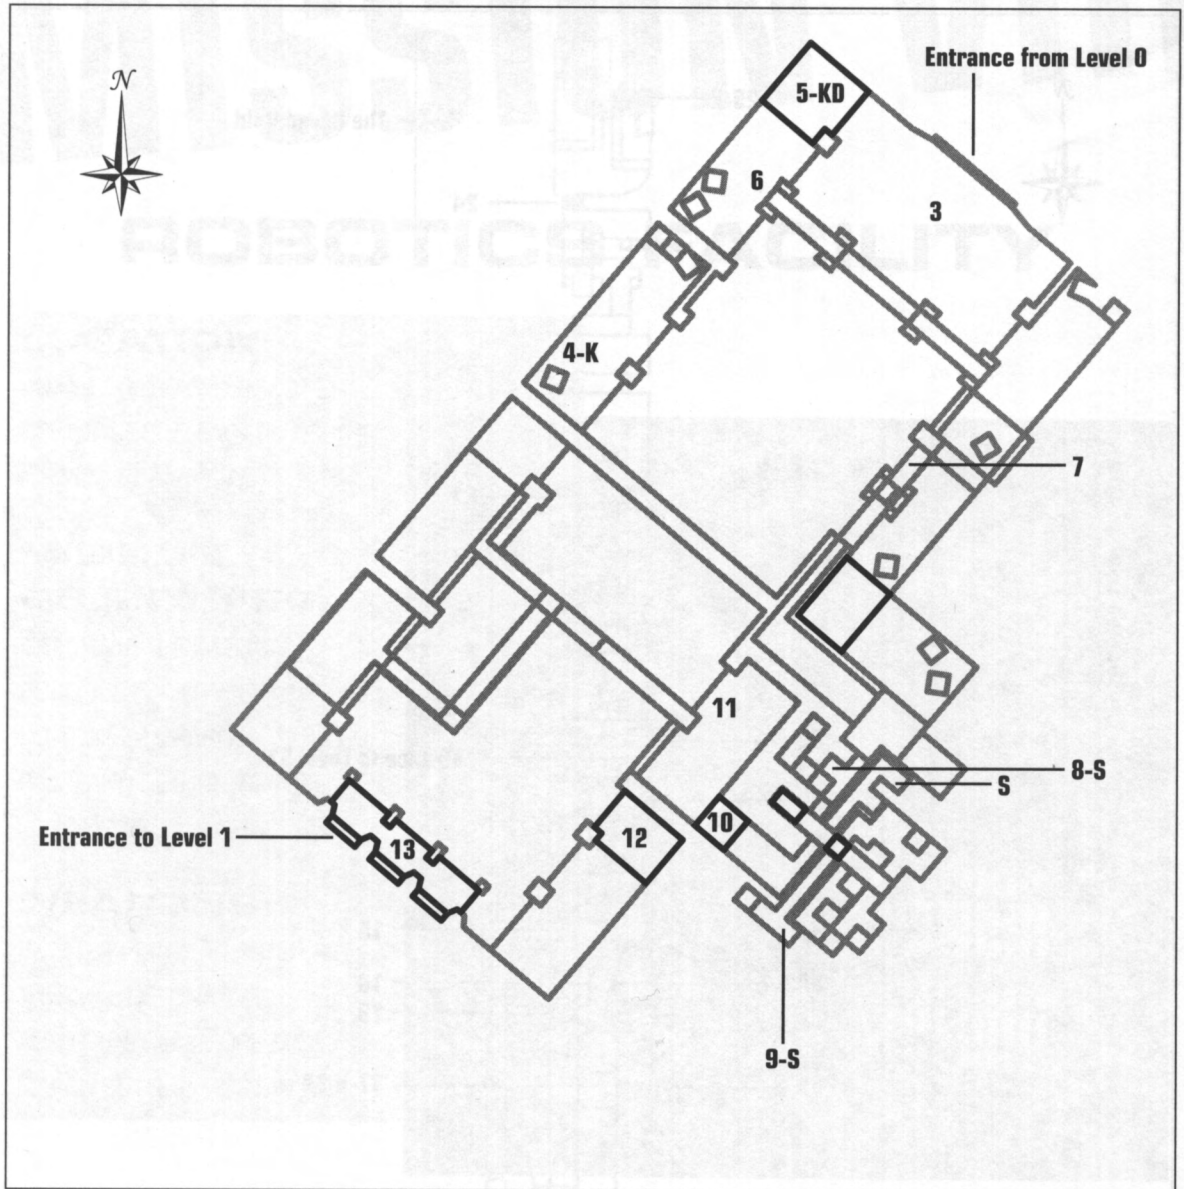 N
Entrance from Level 0
5-KD
6
3
4-K
7
11
8-S
S
10
12
Entrance to Level 1
13
9-S